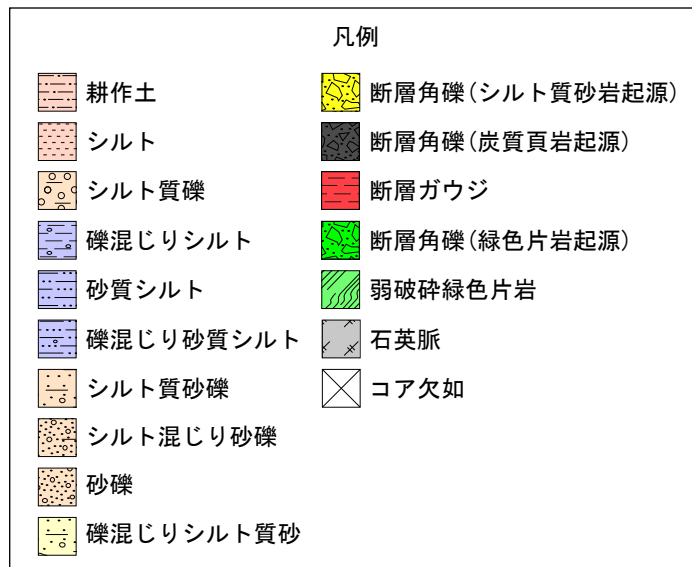 凡例
耕作土
シルト
シルト質礫
礫混じりシルト
砂質シルト
礫混じり砂質シルト
シルト質砂礫
シルト混じり砂礫
砂礫
礫混じりシルト質砂
断層角礫(シルト質砂岩起源)
断層角礫(炭質頁岩起源)
断層ガウジ
断層角礫(緑色片岩起源)
弱破砕緑色片岩
石英脈
コア欠如